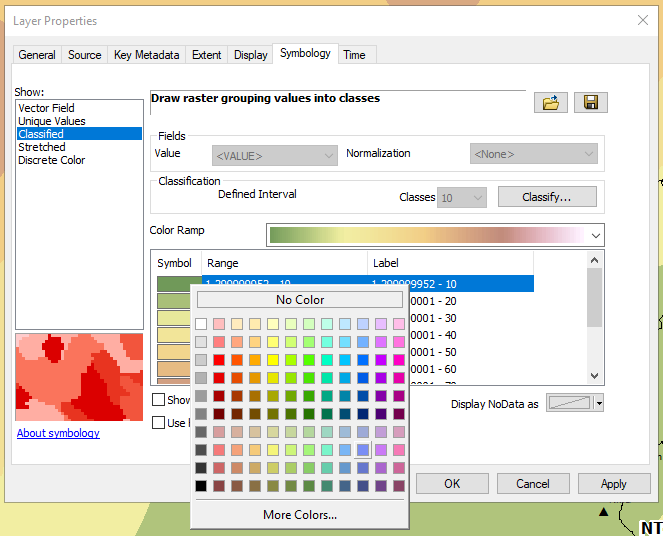 Layer Properties
General Source Key Metadata Extent Display Symbology Time
Show:
Vector Field
Unique Values
Classified
Stretched
Discrete Color
About symbology
Draw raster grouping values into classes
Fields
Value <VALUE> Normalization <None>
Classification
Defined Interval Classes 10 Classify...
Color Ramp
Symbol Range Label
1.299999952 - 10 1.299999952 - 10
0001 - 20
0001 - 30
0001 - 40
0001 - 50
0001 - 60
No Color
More Colors...
Show
Use
Display NoData as
OK Cancel Apply
NT